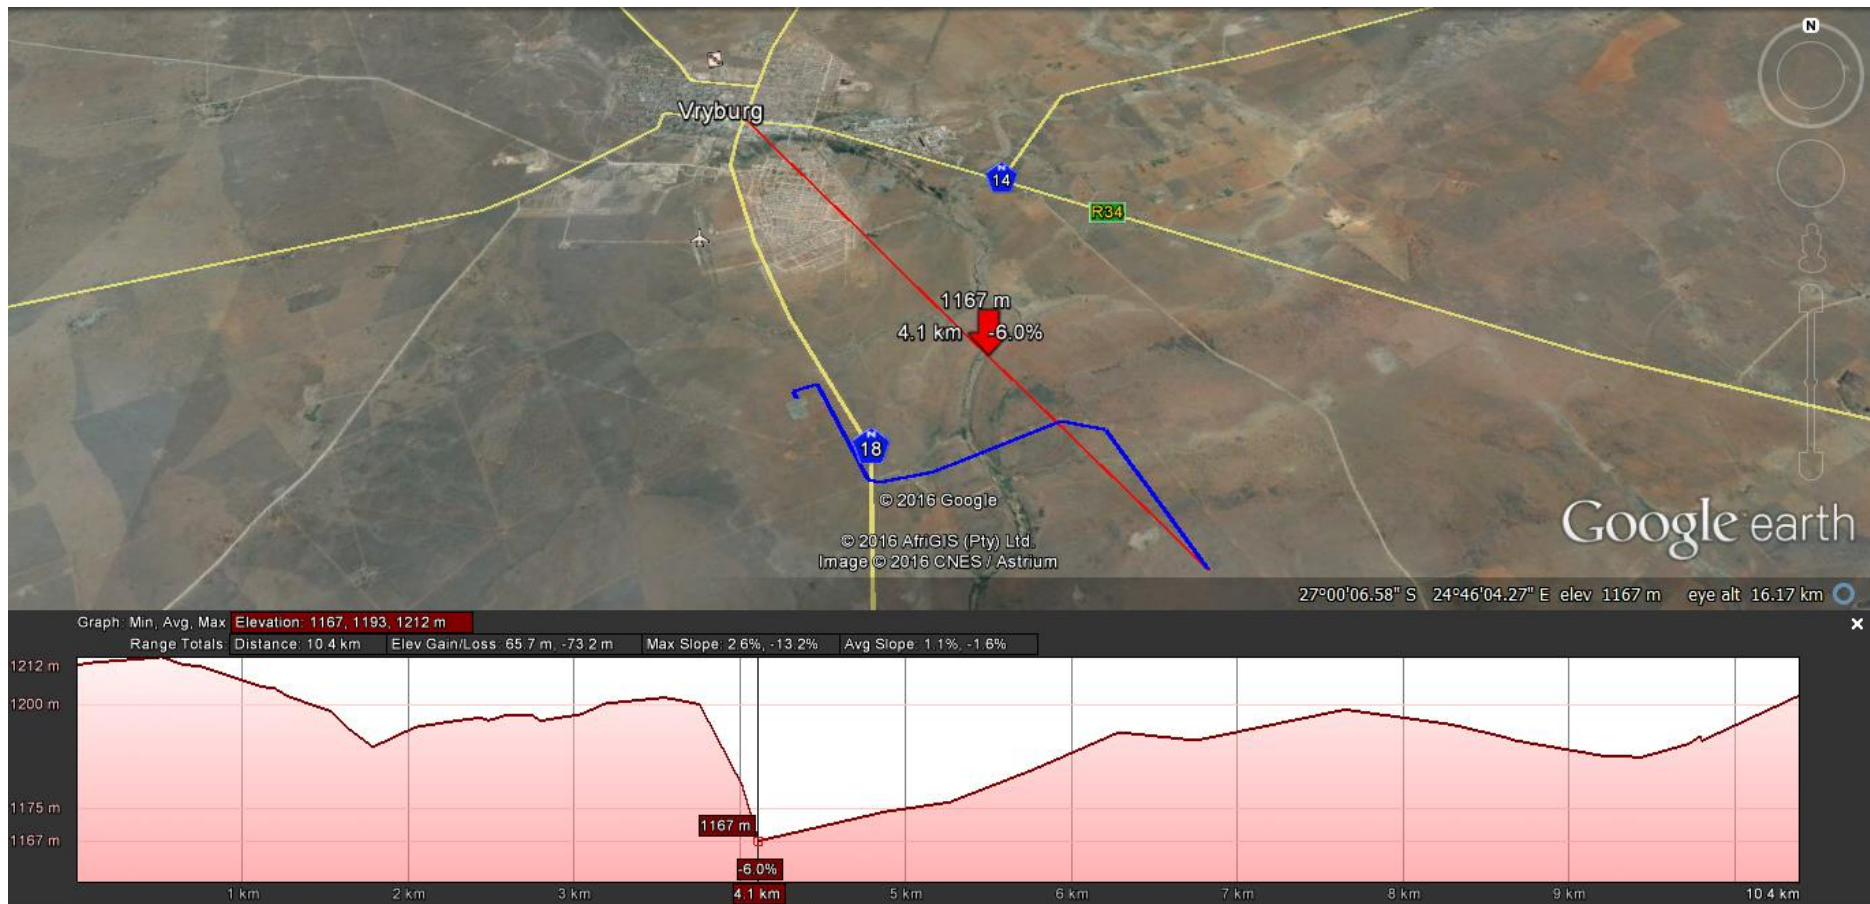 N
Vryburg
N
14
R34
1167 m
4.1 km -6.0%
N
18
© 2016 Google
© 2016 AfriGIS (Pty) Ltd.
Image © 2016 CNES / Astrium
Google earth
27°00'06.58" S 24°46'04.27" E elev 1167 m eye alt 16.17 km
Graph: Min, Avg, Max Elevation: 1167, 1193, 1212 m
Range Totals: Distance: 10.4 km Elev Gain/Loss: 65.7 m, -73.2 m Max Slope: 2.6%, -13.2% Avg Slope: 1.1%, -1.6%
1212 m
1200 m
1175 m
1167 m
1167 m
-6.0%
1 km 2 km 3 km 4.1 km 5 km 6 km 7 km 8 km 9 km 10.4 km